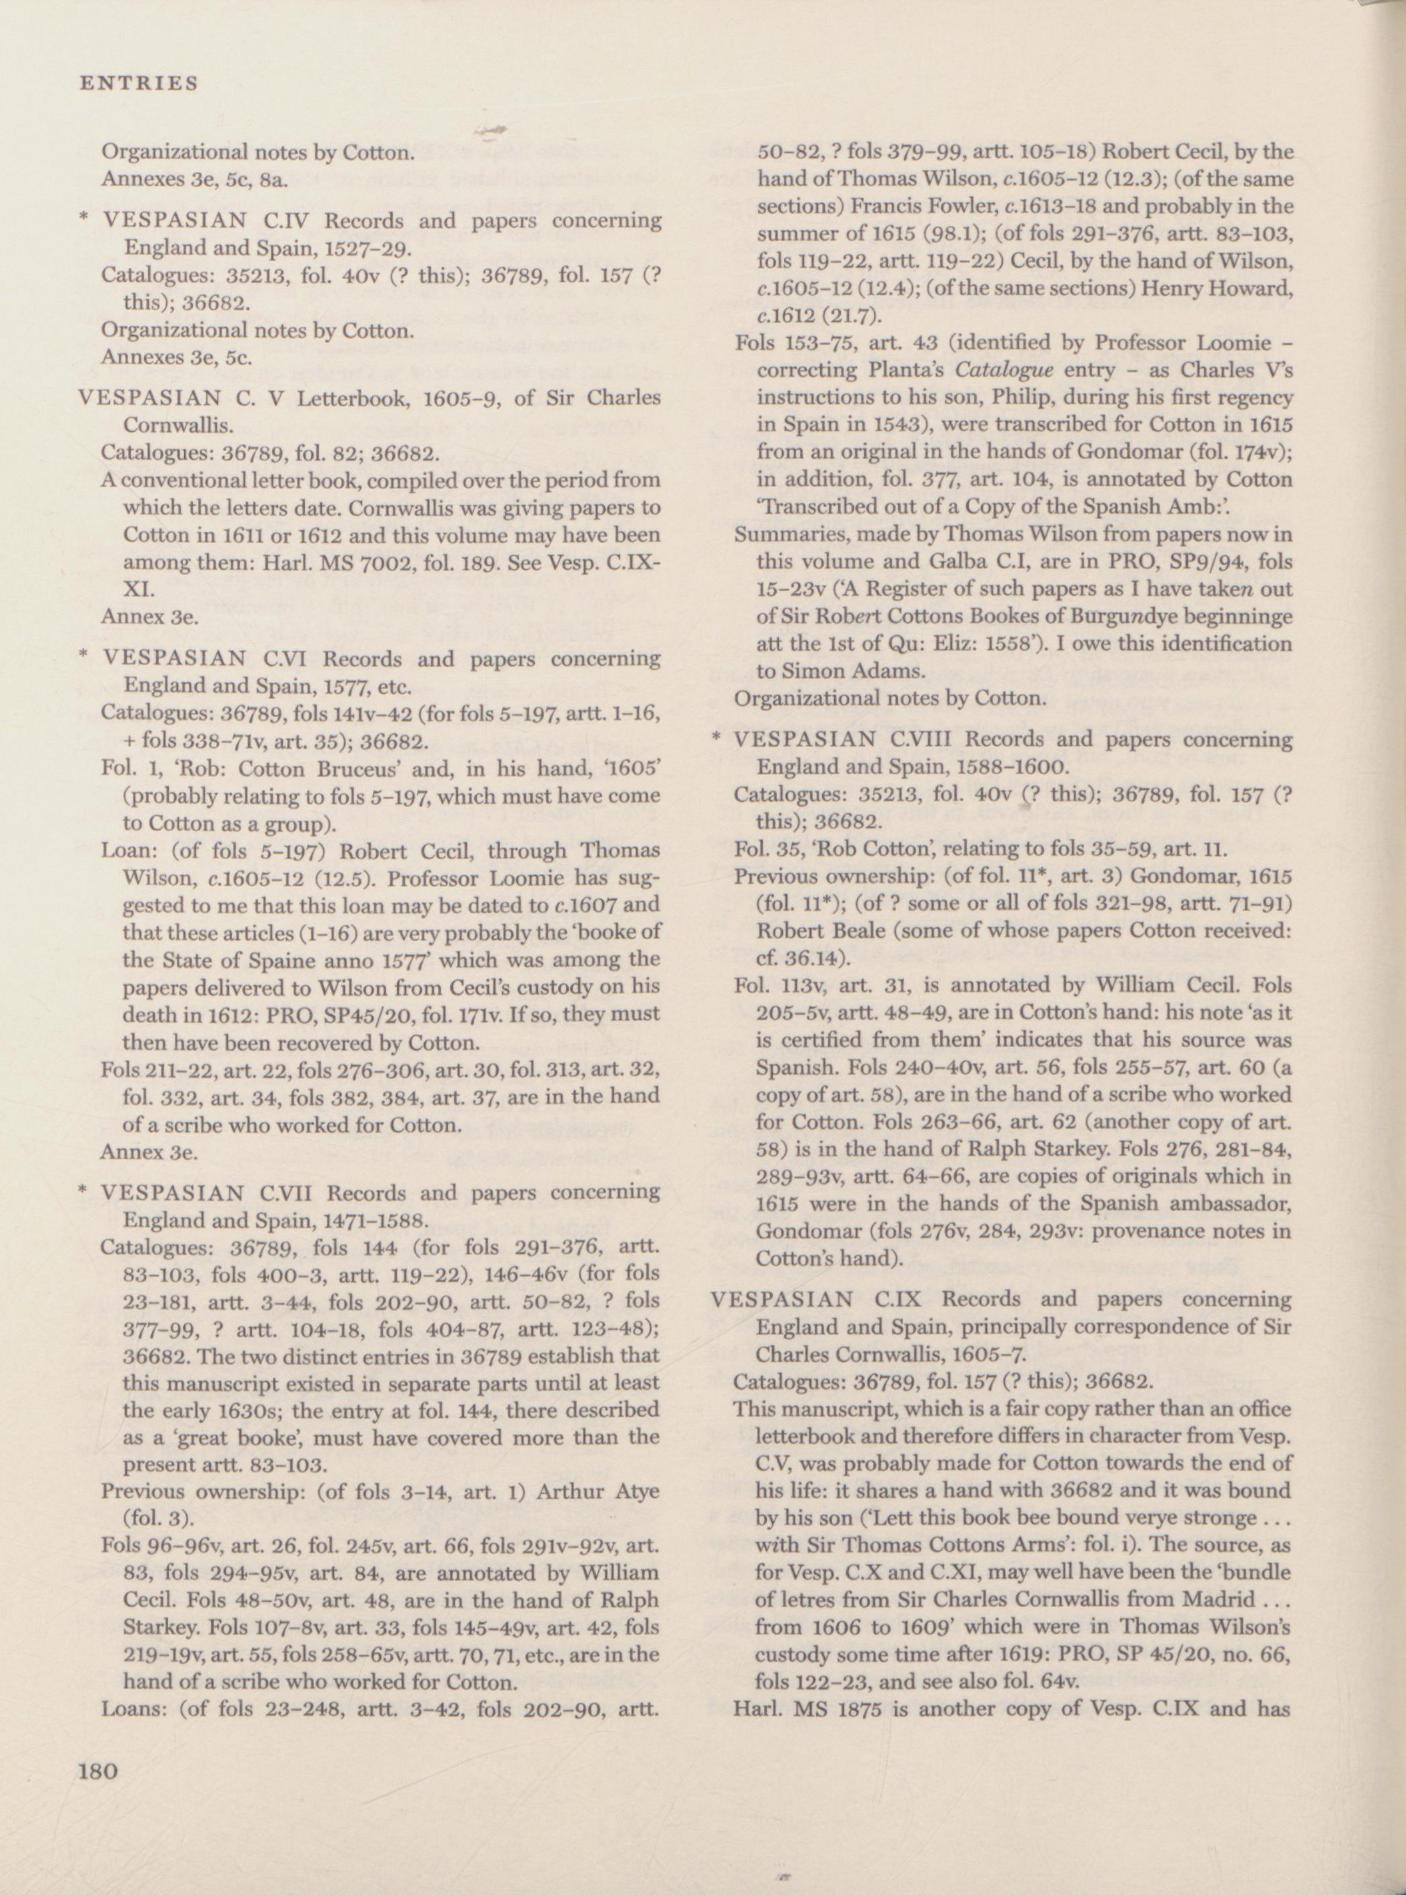 ENTRIES
Organizational notes by Cotton.
Annexes 3e, 5c, 8a.
* VESPASIAN C.IV Records and papers concerning
England and Spain, 1527–29.
Catalogues: 35213, fol. 40v (? this); 36789, fol. 157 (?
this); 36682.
Organizational notes by Cotton.
Annexes 3e, 5c.
VESPASIAN C. V Letterbook, 1605–9, of Sir Charles
Cornwallis.
Catalogues: 36789, fol. 82; 36682.
A conventional letter book, compiled over the period from
which the letters date. Cornwallis was giving papers to
Cotton in 1611 or 1612 and this volume may have been
among them: Harl. MS 7002, fol. 189. See Vesp. C.IX-
XI.
Annex 3e.
* VESPASIAN C.VI Records and papers concerning
England and Spain, 1577, etc.
Catalogues: 36789, fols 141v–42 (for fols 5–197, artt. 1–16,
+ fols 338–71v, art. 35); 36682.
Fol. 1, ‘Rob: Cotton Bruceus’ and, in his hand, ‘1605’
(probably relating to fols 5–197, which must have come
to Cotton as a group).
Loan: (of fols 5–197) Robert Cecil, through Thomas
Wilson, c.1605–12 (12.5). Professor Loomie has sug-
gested to me that this loan may be dated to c.1607 and
that these articles (1–16) are very probably the ‘booke of
the State of Spaine anno 1577’ which was among the
papers delivered to Wilson from Cecil’s custody on his
death in 1612: PRO, SP45/20, fol. 171v. If so, they must
then have been recovered by Cotton.
Fols 211–22, art. 22, fols 276–306, art. 30, fol. 313, art. 32,
fol. 332, art. 34, fols 382, 384, art. 37, are in the hand
of a scribe who worked for Cotton.
Annex 3e.
* VESPASIAN C.VII Records and papers concerning
England and Spain, 1471–1588.
Catalogues: 36789, fols 144 (for fols 291–376, artt.
83–103, fols 400–3, artt. 119–22), 146–46v (for fols
23–181, artt. 3–44, fols 202–90, artt. 50–82, ? fols
377–99, ? artt. 104–18, fols 404–87, artt. 123–48);
36682. The two distinct entries in 36789 establish that
this manuscript existed in separate parts until at least
the early 1630s; the entry at fol. 144, there described
as a ‘great booke’, must have covered more than the
present artt. 83–103.
Previous ownership: (of fols 3–14, art. 1) Arthur Atye
(fol. 3).
Fols 96–96v, art. 26, fol. 245v, art. 66, fols 291v–92v, art.
83, fols 294–95v, art. 84, are annotated by William
Cecil. Fols 48–50v, art. 48, are in the hand of Ralph
Starkey. Fols 107–8v, art. 33, fols 145–49v, art. 42, fols
219–19v, art. 55, fols 258–65v, artt. 70, 71, etc., are in the
hand of a scribe who worked for Cotton.
Loans: (of fols 23–248, artt. 3–42, fols 202–90, artt.
50–82, ? fols 379–99, artt. 105–18) Robert Cecil, by the
hand of Thomas Wilson, c.1605–12 (12.3); (of the same
sections) Francis Fowler, c.1613–18 and probably in the
summer of 1615 (98.1); (of fols 291–376, artt. 83–103,
fols 119–22, artt. 119–22) Cecil, by the hand of Wilson,
c.1605–12 (12.4); (of the same sections) Henry Howard,
c.1612 (21.7).
Fols 153–75, art. 43 (identified by Professor Loomie –
correcting Planta’s Catalogue entry – as Charles V’s
instructions to his son, Philip, during his first regency
in Spain in 1543), were transcribed for Cotton in 1615
from an original in the hands of Gondomar (fol. 174v);
in addition, fol. 377, art. 104, is annotated by Cotton
‘Transcribed out of a Copy of the Spanish Amb:’.
Summaries, made by Thomas Wilson from papers now in
this volume and Galba C.I, are in PRO, SP9/94, fols
15–23v (‘A Register of such papers as I have taken out
of Sir Robert Cottons Bookes of Burgundye beginninge
att the 1st of Qu: Eliz: 1558’). I owe this identification
to Simon Adams.
Organizational notes by Cotton.
* VESPASIAN C.VIII Records and papers concerning
England and Spain, 1588–1600.
Catalogues: 35213, fol. 40v (? this); 36789, fol. 157 (?
this); 36682.
Fol. 35, ‘Rob Cotton’, relating to fols 35–59, art. 11.
Previous ownership: (of fol. 11*, art. 3) Gondomar, 1615
(fol. 11*); (of ? some or all of fols 321–98, artt. 71–91)
Robert Beale (some of whose papers Cotton received:
cf. 36.14).
Fol. 113v, art. 31, is annotated by William Cecil. Fols
205–5v, artt. 48–49, are in Cotton’s hand: his note ‘as it
is certified from them’ indicates that his source was
Spanish. Fols 240–40v, art. 56, fols 255–57, art. 60 (a
copy of art. 58), are in the hand of a scribe who worked
for Cotton. Fols 263–66, art. 62 (another copy of art.
58) is in the hand of Ralph Starkey. Fols 276, 281–84,
289–93v, artt. 64–66, are copies of originals which in
1615 were in the hands of the Spanish ambassador,
Gondomar (fols 276v, 284, 293v: provenance notes in
Cotton’s hand).
VESPASIAN C.IX Records and papers concerning
England and Spain, principally correspondence of Sir
Charles Cornwallis, 1605–7.
Catalogues: 36789, fol. 157 (? this); 36682.
This manuscript, which is a fair copy rather than an office
letterbook and therefore differs in character from Vesp.
C.V, was probably made for Cotton towards the end of
his life: it shares a hand with 36682 and it was bound
by his son (‘Lett this book bee bound verye stronge ...
with Sir Thomas Cottons Arms’: fol. i). The source, as
for Vesp. C.X and C.XI, may well have been the ‘bundle
of letres from Sir Charles Cornwallis from Madrid ...
from 1606 to 1609’ which were in Thomas Wilson’s
custody some time after 1619: PRO, SP 45/20, no. 66,
fols 122–23, and see also fol. 64v.
Harl. MS 1875 is another copy of Vesp. C.IX and has
180